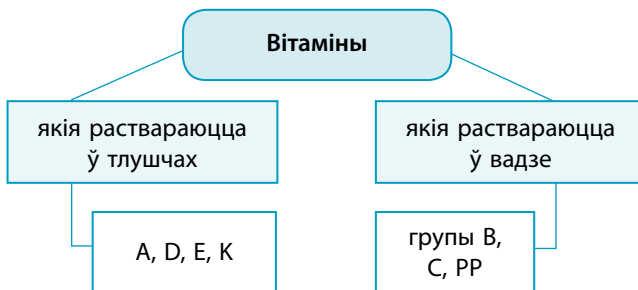 Вітаміны
якія раствараюцца
ў тлушчах
якія раствараюцца
ў вадзе
A, D, E, K
групы B,
C, PP